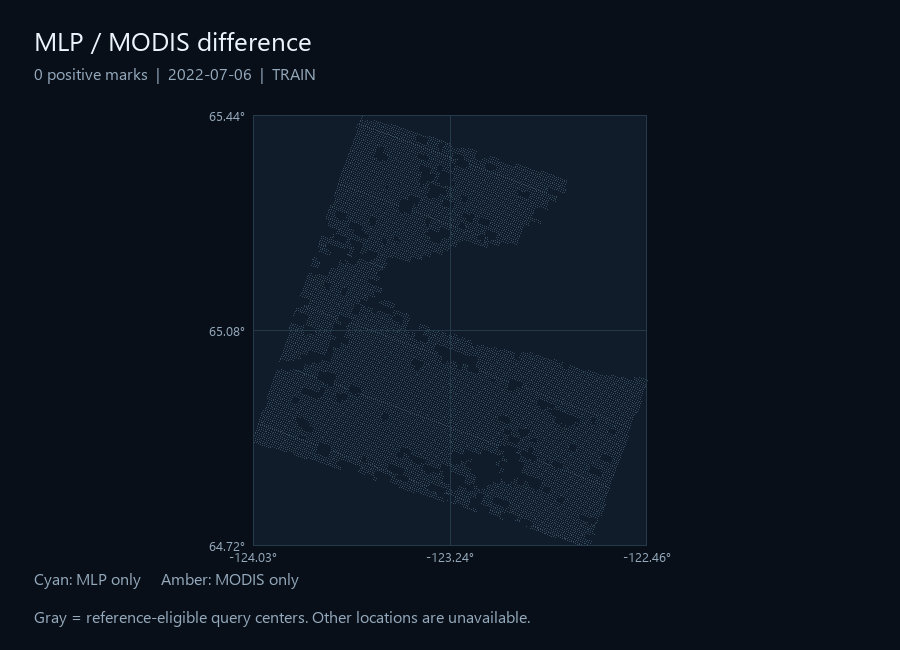 MLP / MODIS difference
0 positive marks | 2022-07-06 | TRAIN
65.44°
65.08°
64.72°
-124.03°
-123.24°
-122.46°
Cyan: MLP only Amber: MODIS only
Gray = reference-eligible query centers. Other locations are unavailable.